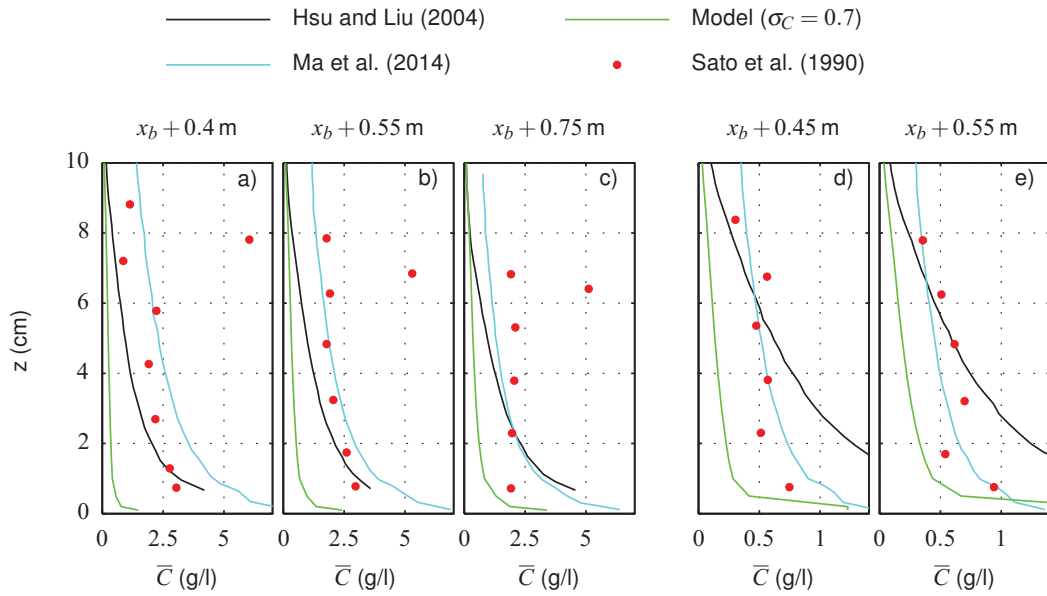 Hsu and Liu (2004)
Model (σ_C = 0.7)
Ma et al. (2014)
Sato et al. (1990)
x_b + 0.4 m
x_b + 0.55 m
x_b + 0.75 m
x_b + 0.45 m
x_b + 0.55 m
a)
b)
c)
d)
e)
10
8
6
4
2
0
z (cm)
0 2.5 5
0 2.5 5
0 2.5 5
0 0.5 1
0 0.5 1
C̅ (g/l)
C̅ (g/l)
C̅ (g/l)
C̅ (g/l)
C̅ (g/l)